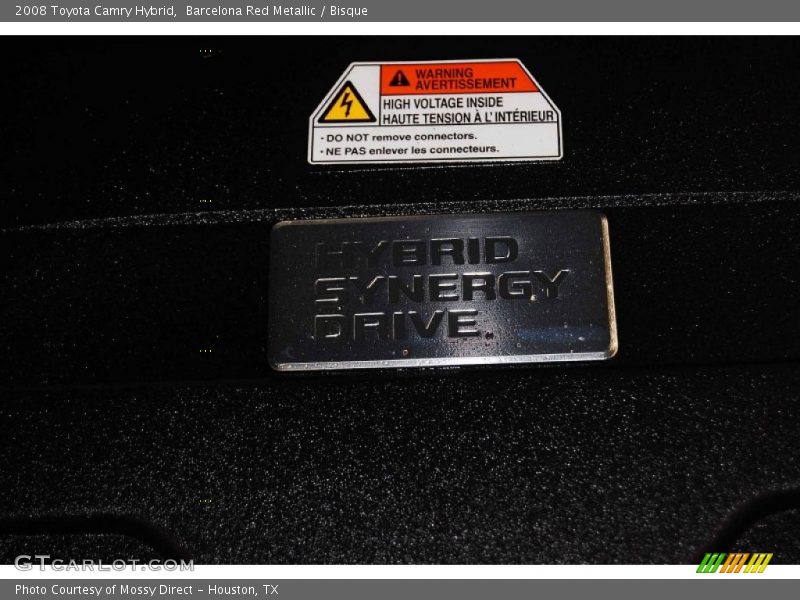 2008 Toyota Camry Hybrid,  Barcelona Red Metallic / Bisque
WARNING
AVERTISSEMENT
HIGH VOLTAGE INSIDE
HAUTE TENSION À L'INTÉRIEUR
· DO NOT remove connectors.
· NE PAS enlever les connecteurs.
HYBRID
SYNERGY
DRIVE
GTCARLOT.COM
Photo Courtesy of Mossy Direct – Houston, TX